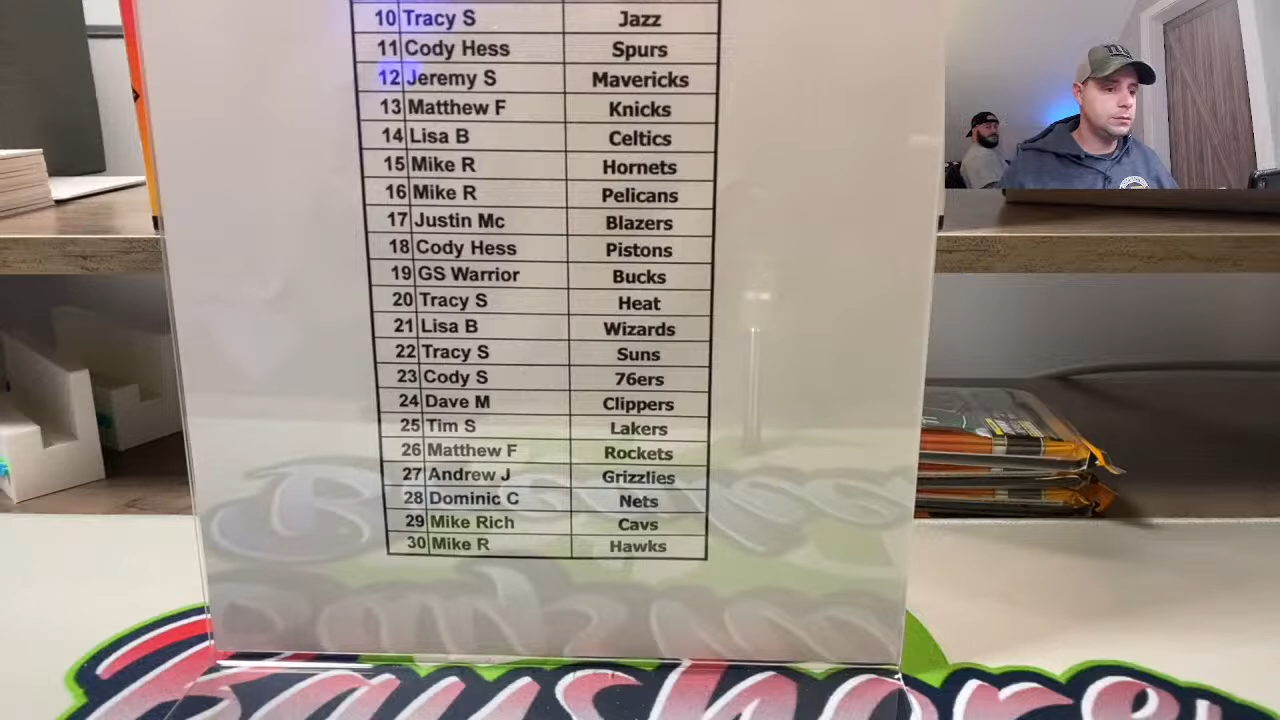 10 Tracy S Jazz
11 Cody Hess Spurs
12 Jeremy S Mavericks
13 Matthew F Knicks
14 Lisa B Celtics
15 Mike R Hornets
16 Mike R Pelicans
17 Justin Mc Blazers
18 Cody Hess Pistons
19 GS Warrior Bucks
20 Tracy S Heat
21 Lisa B Wizards
22 Tracy S Suns
23 Cody S 76ers
24 Dave M Clippers
25 Tim S Lakers
26 Matthew F Rockets
27 Andrew J Grizzlies
28 Dominic C Nets
29 Mike Rich Cavs
30 Mike R Hawks
Bayshore